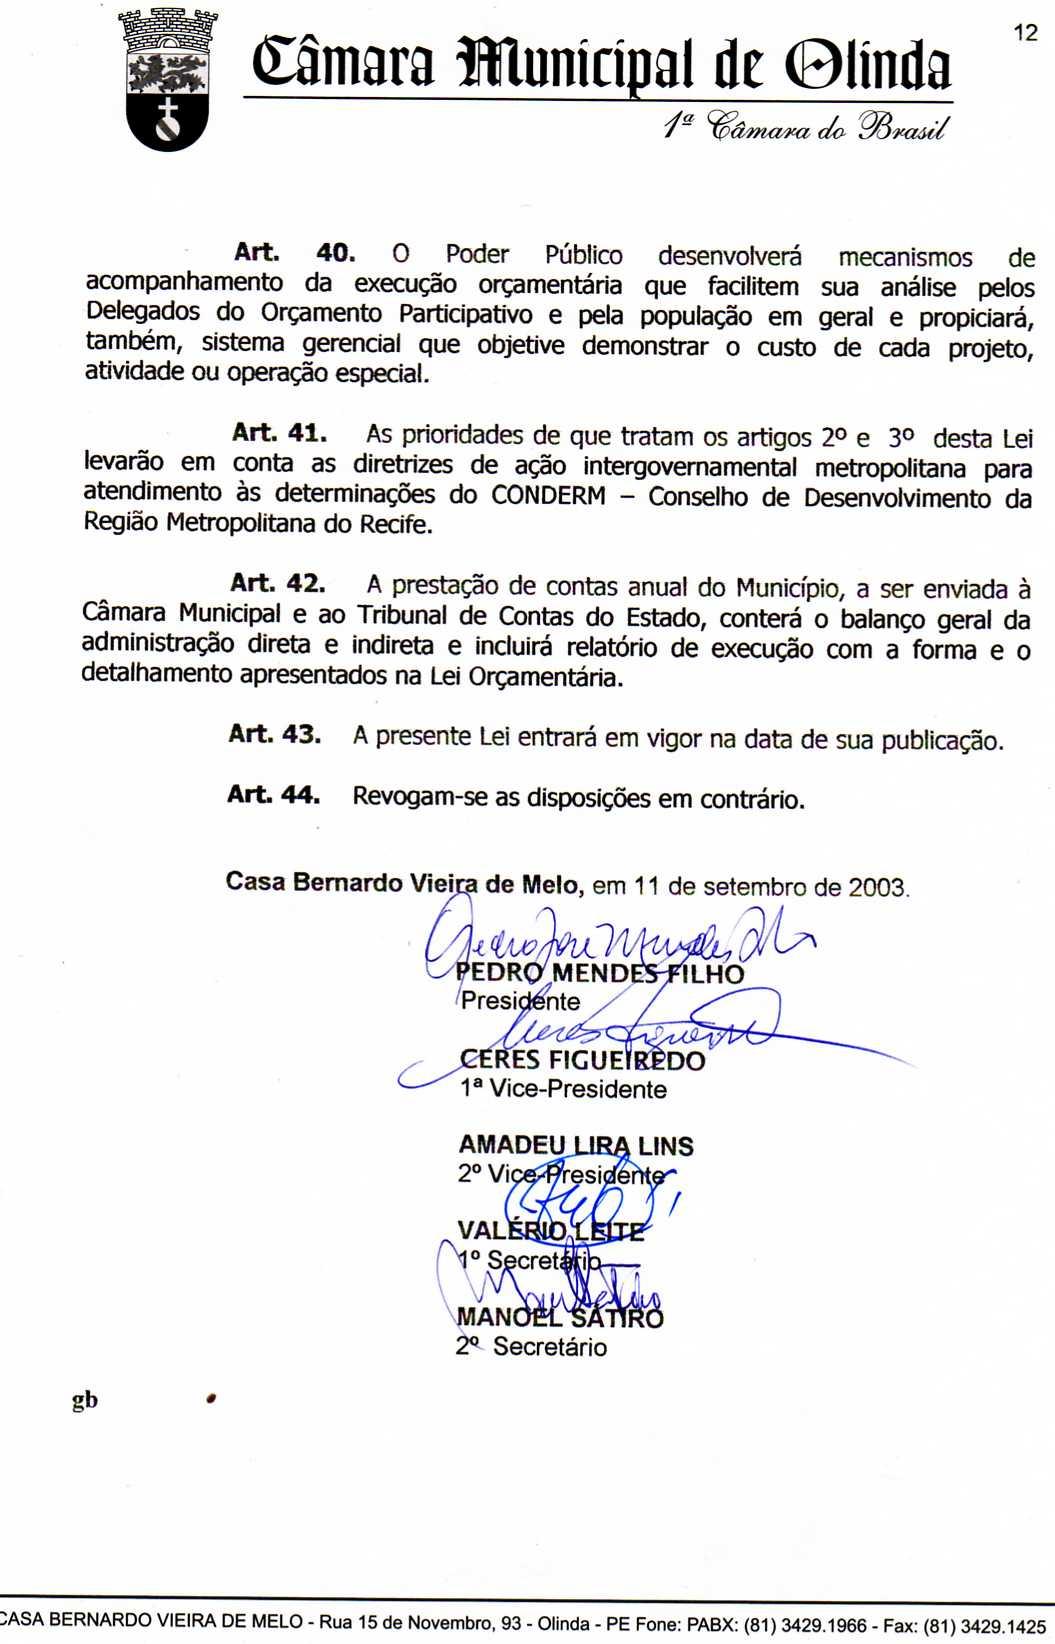 12
Câmara Municipal de Olinda
1ª Câmara do Brasil
Art. 40. O Poder Público desenvolverá mecanismos de
acompanhamento da execução orçamentária que facilitem sua análise pelos
Delegados do Orçamento Participativo e pela população em geral e propiciará,
também, sistema gerencial que objetive demonstrar o custo de cada projeto,
atividade ou operação especial.
Art. 41. As prioridades de que tratam os artigos 2º e 3º desta Lei
levarão em conta as diretrizes de ação intergovernamental metropolitana para
atendimento às determinações do CONDERM – Conselho de Desenvolvimento da
Região Metropolitana do Recife.
Art. 42. A prestação de contas anual do Município, a ser enviada à
Câmara Municipal e ao Tribunal de Contas do Estado, conterá o balanço geral da
administração direta e indireta e incluirá relatório de execução com a forma e o
detalhamento apresentados na Lei Orçamentária.
Art. 43. A presente Lei entrará em vigor na data de sua publicação.
Art. 44. Revogam-se as disposições em contrário.
Casa Bernardo Vieira de Melo, em 11 de setembro de 2003.
Pedro José Mendes
PEDRO MENDES FILHO
Presidente
Ceres Figueiredo
CERES FIGUEIREDO
1ª Vice-Presidente
AMADEU LIRA LINS
2º Vice-Presidente
VALÉRIO LEITE
1º Secretário
MANOEL SÁTIRO
2º Secretário
gb
CASA BERNARDO VIEIRA DE MELO - Rua 15 de Novembro, 93 - Olinda - PE Fone: PABX: (81) 3429.1966 - Fax: (81) 3429.1425